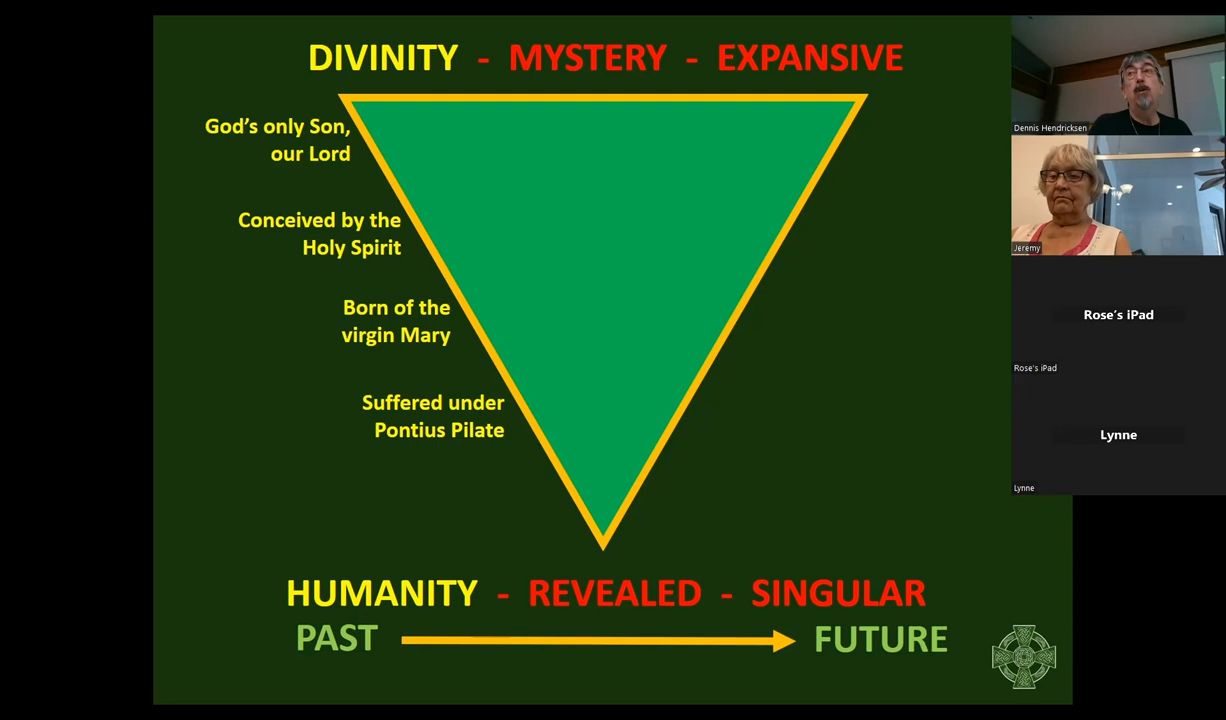 DIVINITY - MYSTERY - EXPANSIVE
God's only Son,
our Lord
Conceived by the
Holy Spirit
Born of the
virgin Mary
Suffered under
Pontius Pilate
HUMANITY - REVEALED - SINGULAR
PAST
FUTURE
Dennis Hendricksen
Jeremy
Rose's iPad
Rose's iPad
Lynne
Lynne